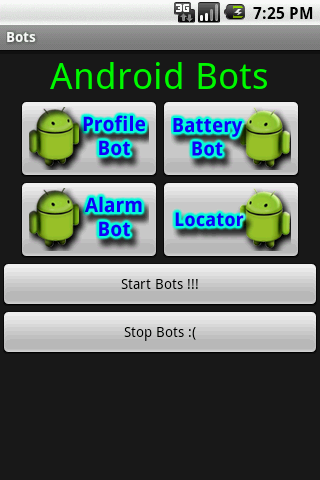 3G 7:25 PM
Bots
Android Bots
Profile
Bot
Battery
Bot
Alarm
Bot
Locator
Start Bots !!!
Stop Bots :(